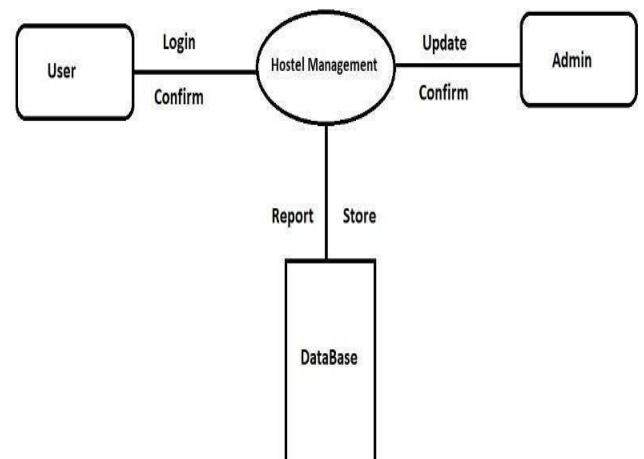 User
Login
Confirm
Hostel Management
Update
Confirm
Admin
Report
Store
DataBase